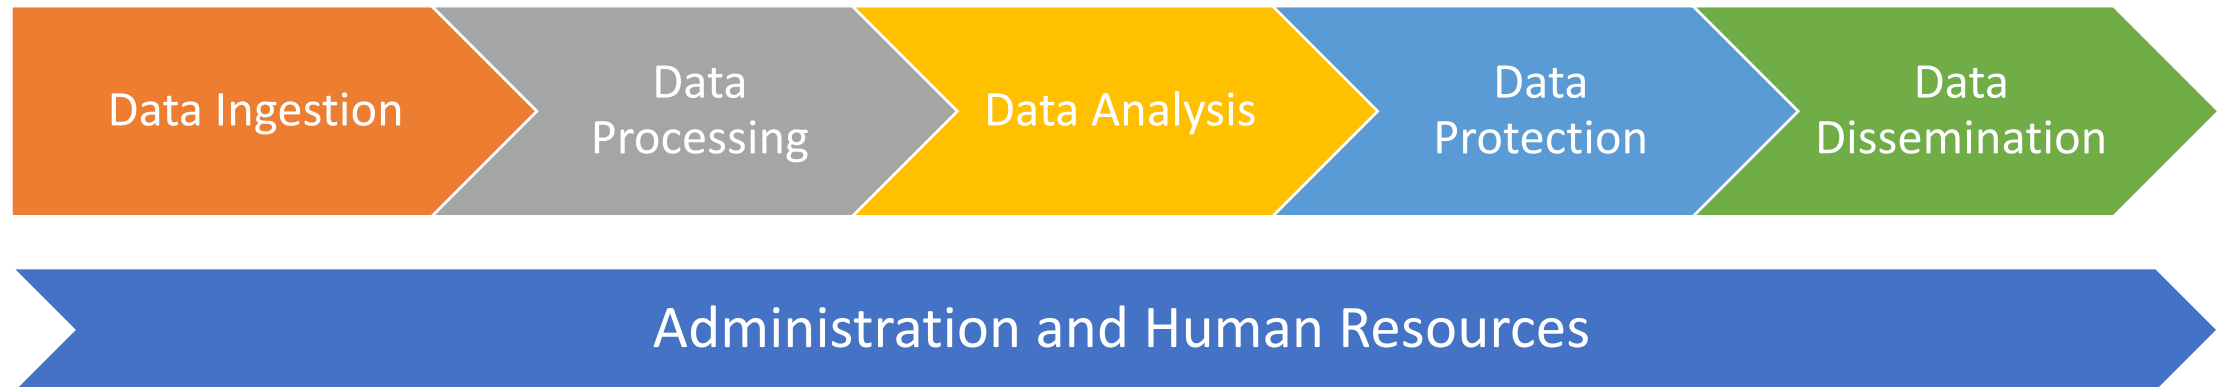 Data Ingestion
Data
Processing
Data Analysis
Data
Protection
Data
Dissemination
Administration and Human Resources